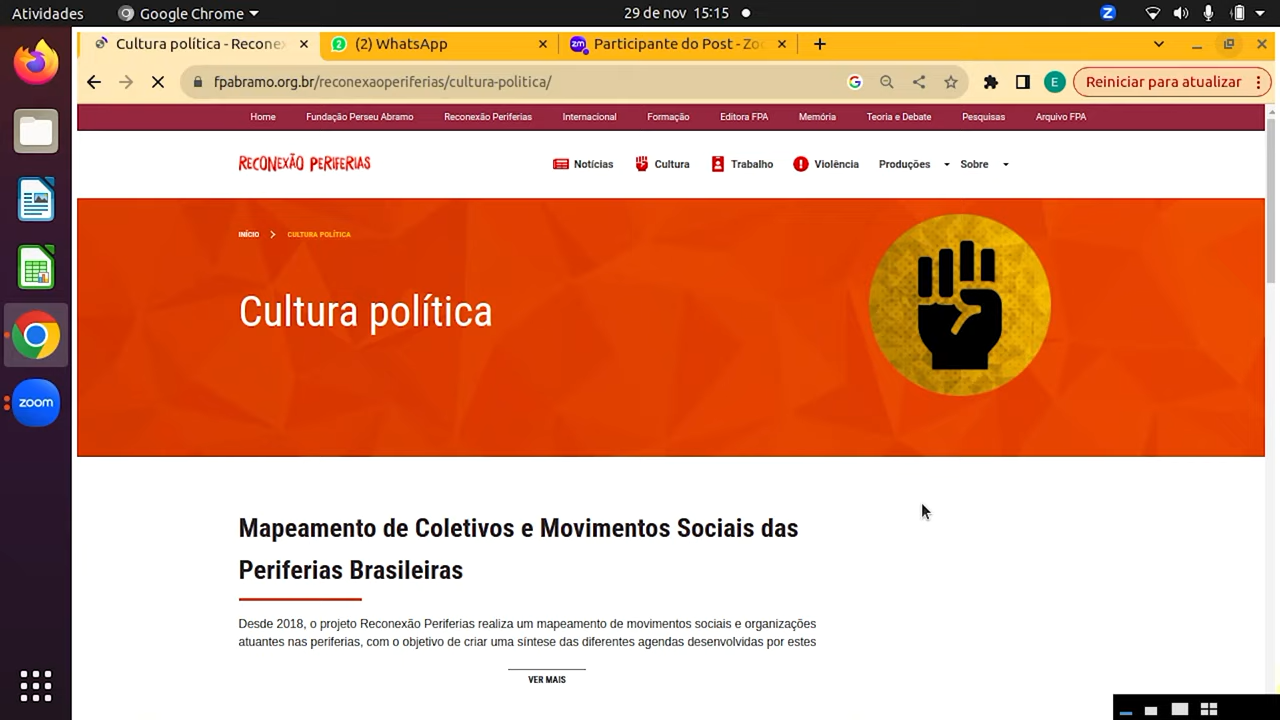 Atividades Google Chrome 29 de nov 15:15
Cultura política - Reconex (2) WhatsApp Participante do Post - Zoo
fpabramo.org.br/reconexaoperiferias/cultura-politica/ E Reiniciar para atualizar
Home Fundação Perseu Abramo Reconexão Periferias Internacional Formação Editora FPA Memória Teoria e Debate Pesquisas Arquivo FPA
RECONEXÃO PERIFERIAS Notícias Cultura Trabalho Violência Produções Sobre
INÍCIO CULTURA POLÍTICA
Cultura política
zoom
Mapeamento de Coletivos e Movimentos Sociais das
Periferias Brasileiras
Desde 2018, o projeto Reconexão Periferias realiza um mapeamento de movimentos sociais e organizações
atuantes nas periferias, com o objetivo de criar uma síntese das diferentes agendas desenvolvidas por estes
VER MAIS